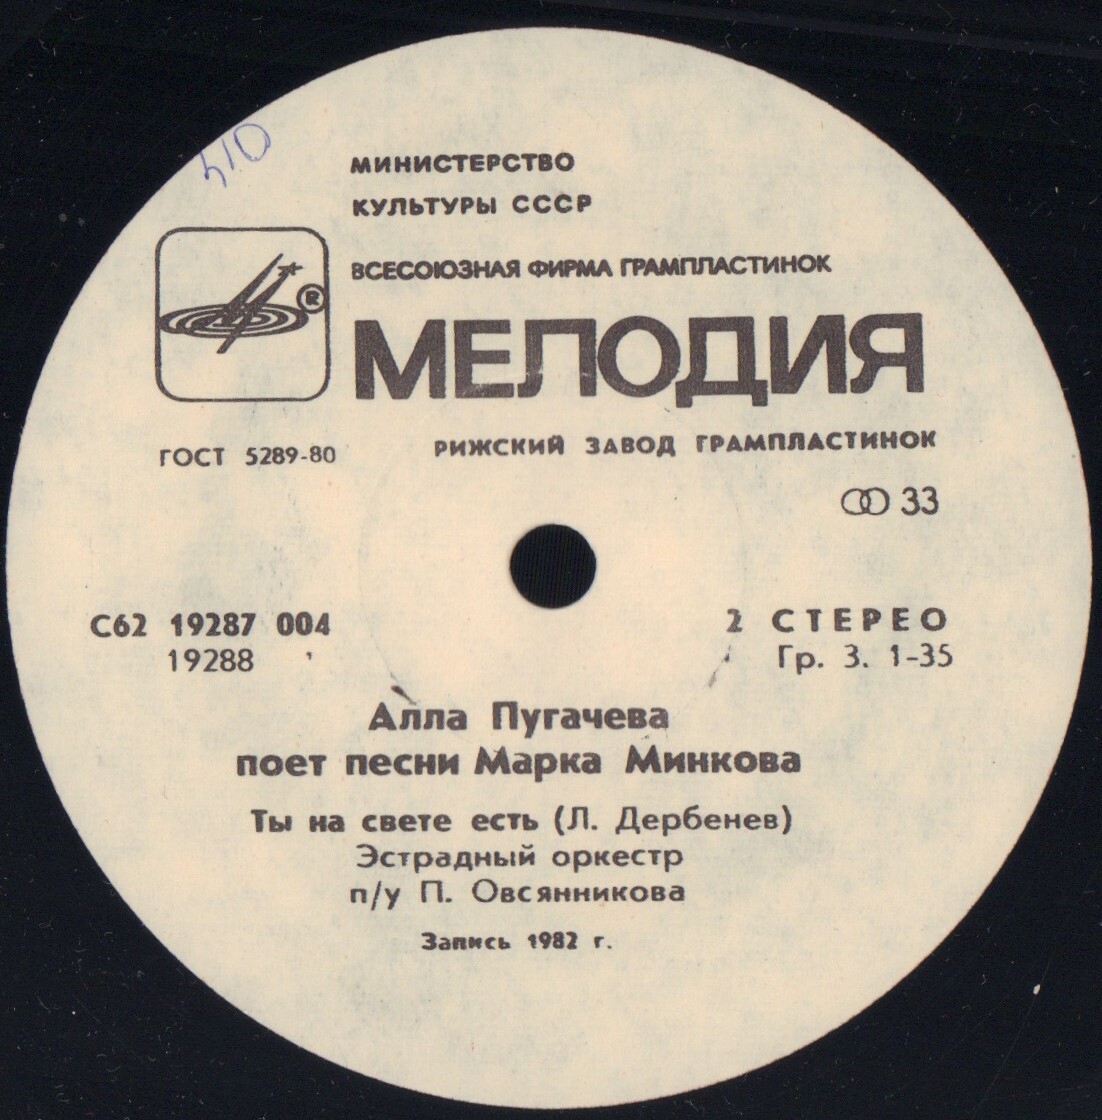 410
МИНИСТЕРСТВО
КУЛЬТУРЫ СССР
ВСЕСОЮЗНАЯ ФИРМА ГРАМПЛАСТИНОК
®
МЕЛОДИЯ
ГОСТ 5289-80
РИЖСКИЙ ЗАВОД ГРАМПЛАСТИНОК
33
С62 19287 004
19288
2 СТЕРЕО
Гр. 3. 1-35
Алла Пугачева
поет песни Марка Минкова
Ты на свете есть (Л. Дербенев)
Эстрадный оркестр
п/у П. Овсянникова
Запись 1982 г.